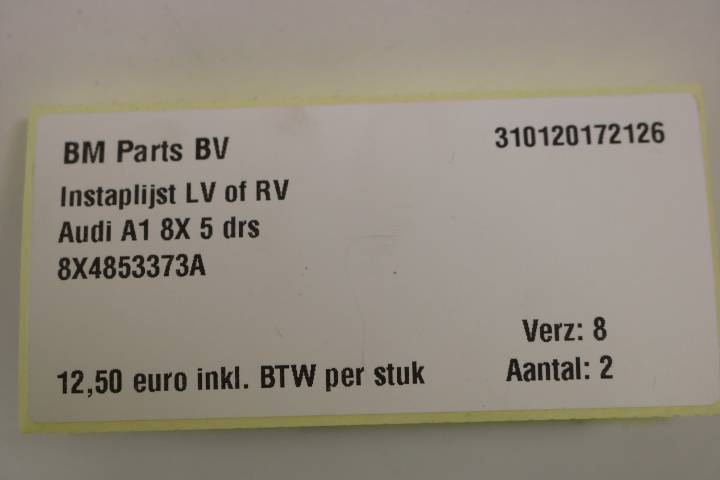 BM Parts BV 310120172126
Instaplijst LV of RV
Audi A1 8X 5 drs
8X4853373A
Verz: 8
12,50 euro inkl. BTW per stuk Aantal: 2